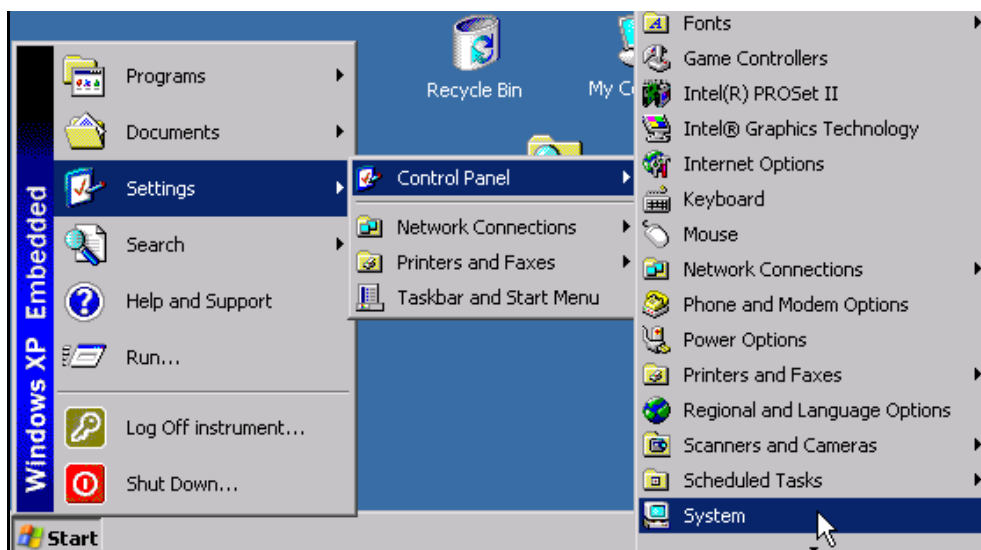 Recycle Bin
My C
Windows XP Embedded
Programs
Documents
Settings
Search
Help and Support
Run...
Log Off instrument...
Shut Down...
Start
Control Panel
Network Connections
Printers and Faxes
Taskbar and Start Menu
Fonts
Game Controllers
Intel(R) PROSet II
Intel® Graphics Technology
Internet Options
Keyboard
Mouse
Network Connections
Phone and Modem Options
Power Options
Printers and Faxes
Regional and Language Options
Scanners and Cameras
Scheduled Tasks
System